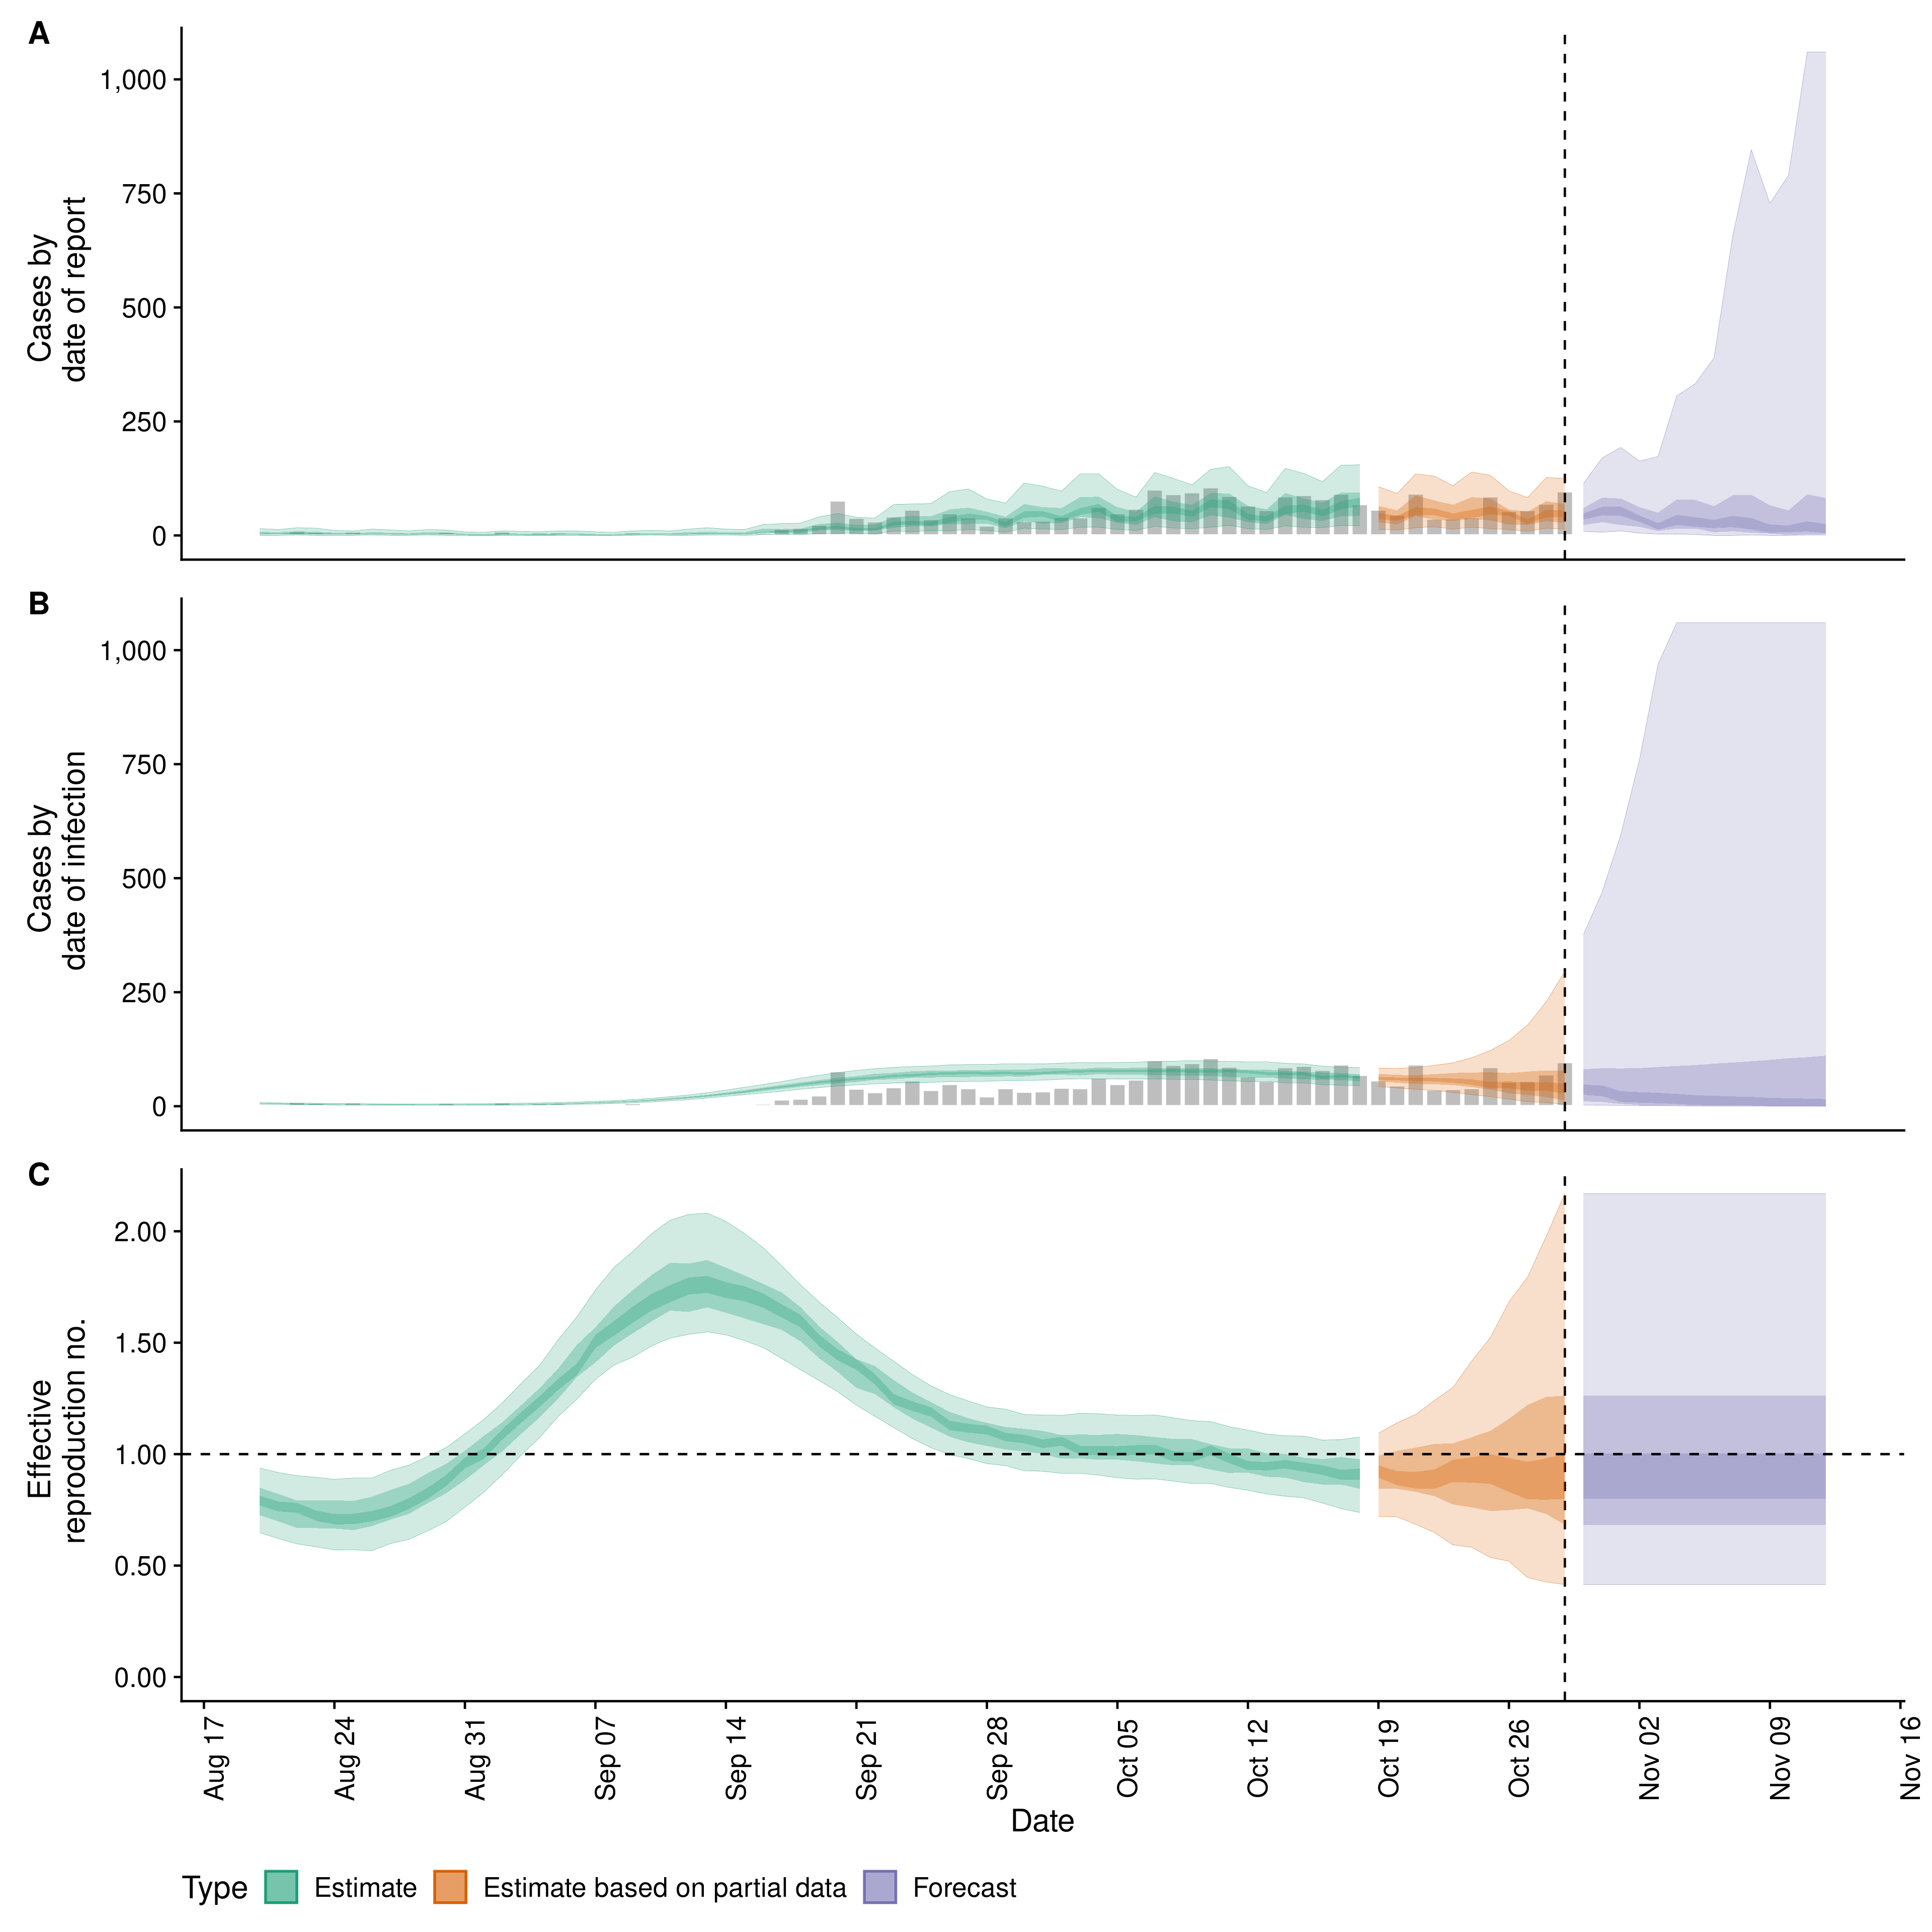 A
Cases by
date of report
1,000
750
500
250
0
B
Cases by
date of infection
1,000
750
500
250
0
C
Effective
reproduction no.
2.00
1.50
1.00
0.50
0.00
Aug 17
Aug 24
Aug 31
Sep 07
Sep 14
Sep 21
Sep 28
Oct 05
Oct 12
Oct 19
Oct 26
Nov 02
Nov 09
Nov 16
Date
Type Estimate Estimate based on partial data Forecast